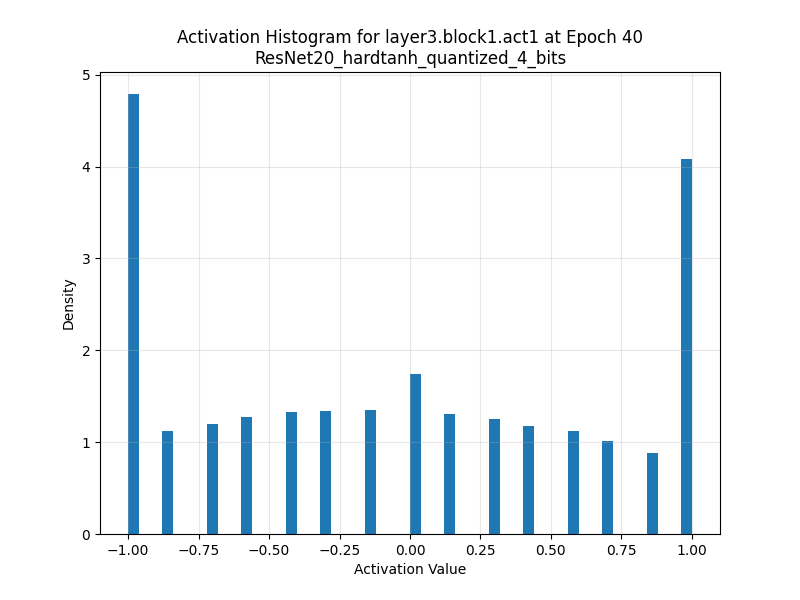 Activation Histogram for layer3.block1.act1 at Epoch 40
ResNet20_hardtanh_quantized_4_bits
5
4
3
2
1
0
Density
−1.00 −0.75 −0.50 −0.25 0.00 0.25 0.50 0.75 1.00
Activation Value